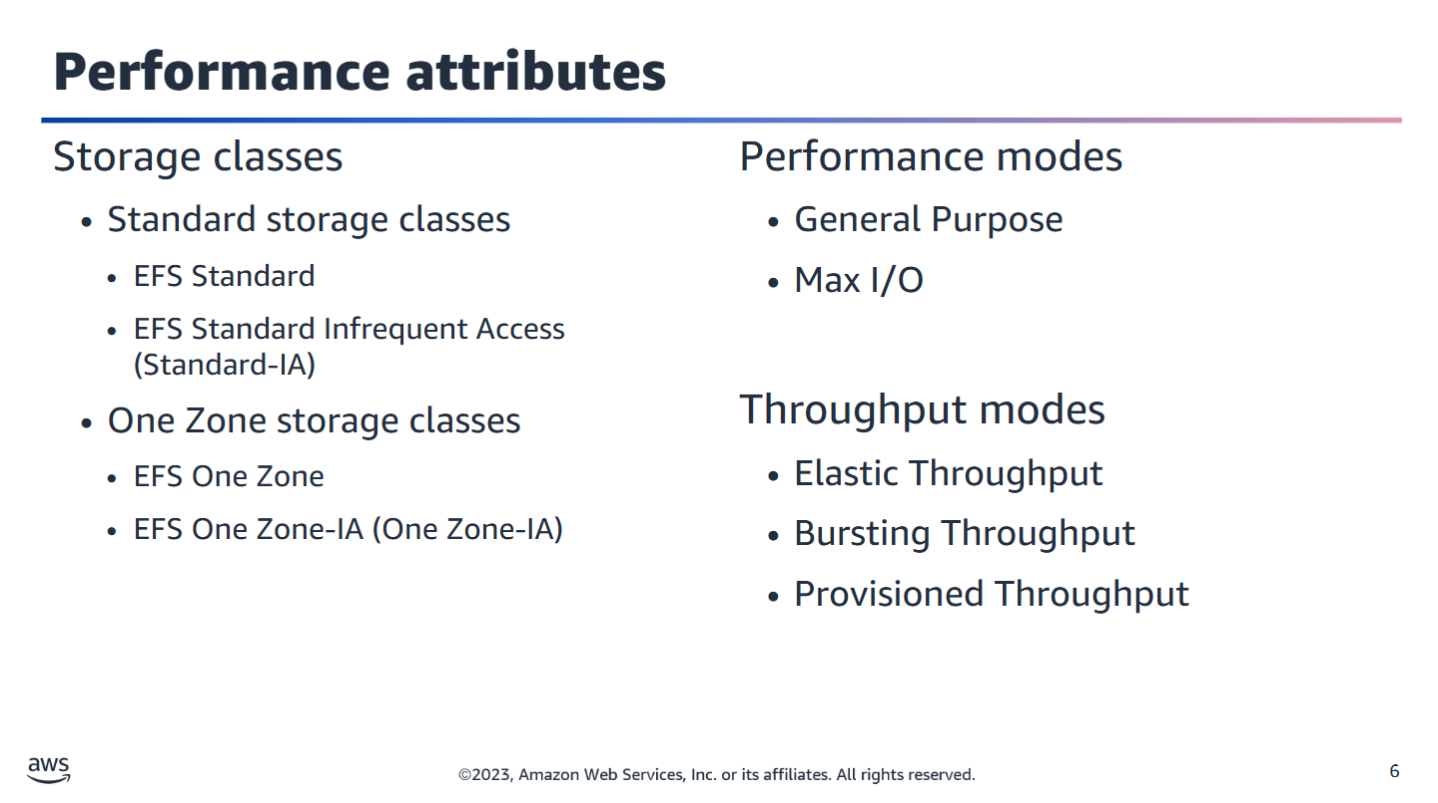 Performance attributes
Storage classes
• Standard storage classes
• EFS Standard
• EFS Standard Infrequent Access
(Standard-IA)
• One Zone storage classes
• EFS One Zone
• EFS One Zone-IA (One Zone-IA)
Performance modes
• General Purpose
• Max I/O
Throughput modes
• Elastic Throughput
• Bursting Throughput
• Provisioned Throughput
aws
©2023, Amazon Web Services, Inc. or its affiliates. All rights reserved.
6